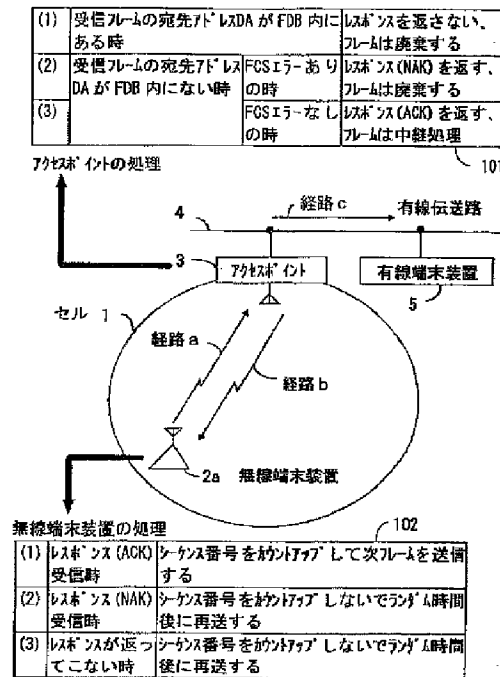 (1) 受信フレームの宛先アドレスDA が FDB 内に レスポンスを返さない、
ある時 フレームは廃棄する
(2) 受信フレームの宛先アドレス FCSエラーあり レスポンス(NAK)を返す、
DA が FDB 内にない時 の時 フレームは廃棄する
(3) FCSエラーなし レスポンス(ACK)を返す、
の時 フレームは中継処理
101
アクセスポイントの処理
経路c 有線伝送路
4
3
アクセスポイント 有線端末装置
5
セル 1
経路a
経路b
2a 無線端末装置
無線端末装置の処理
102
(1) レスポンス(ACK) シーケンス番号をカウントアップして次フレームを送信
受信時 する
(2) レスポンス(NAK) シーケンス番号をカウントアップしないでランダム時間
受信時 後に再送する
(3) レスポンスが返っ シーケンス番号をカウントアップしないでランダム時間
てこない時 後に再送する